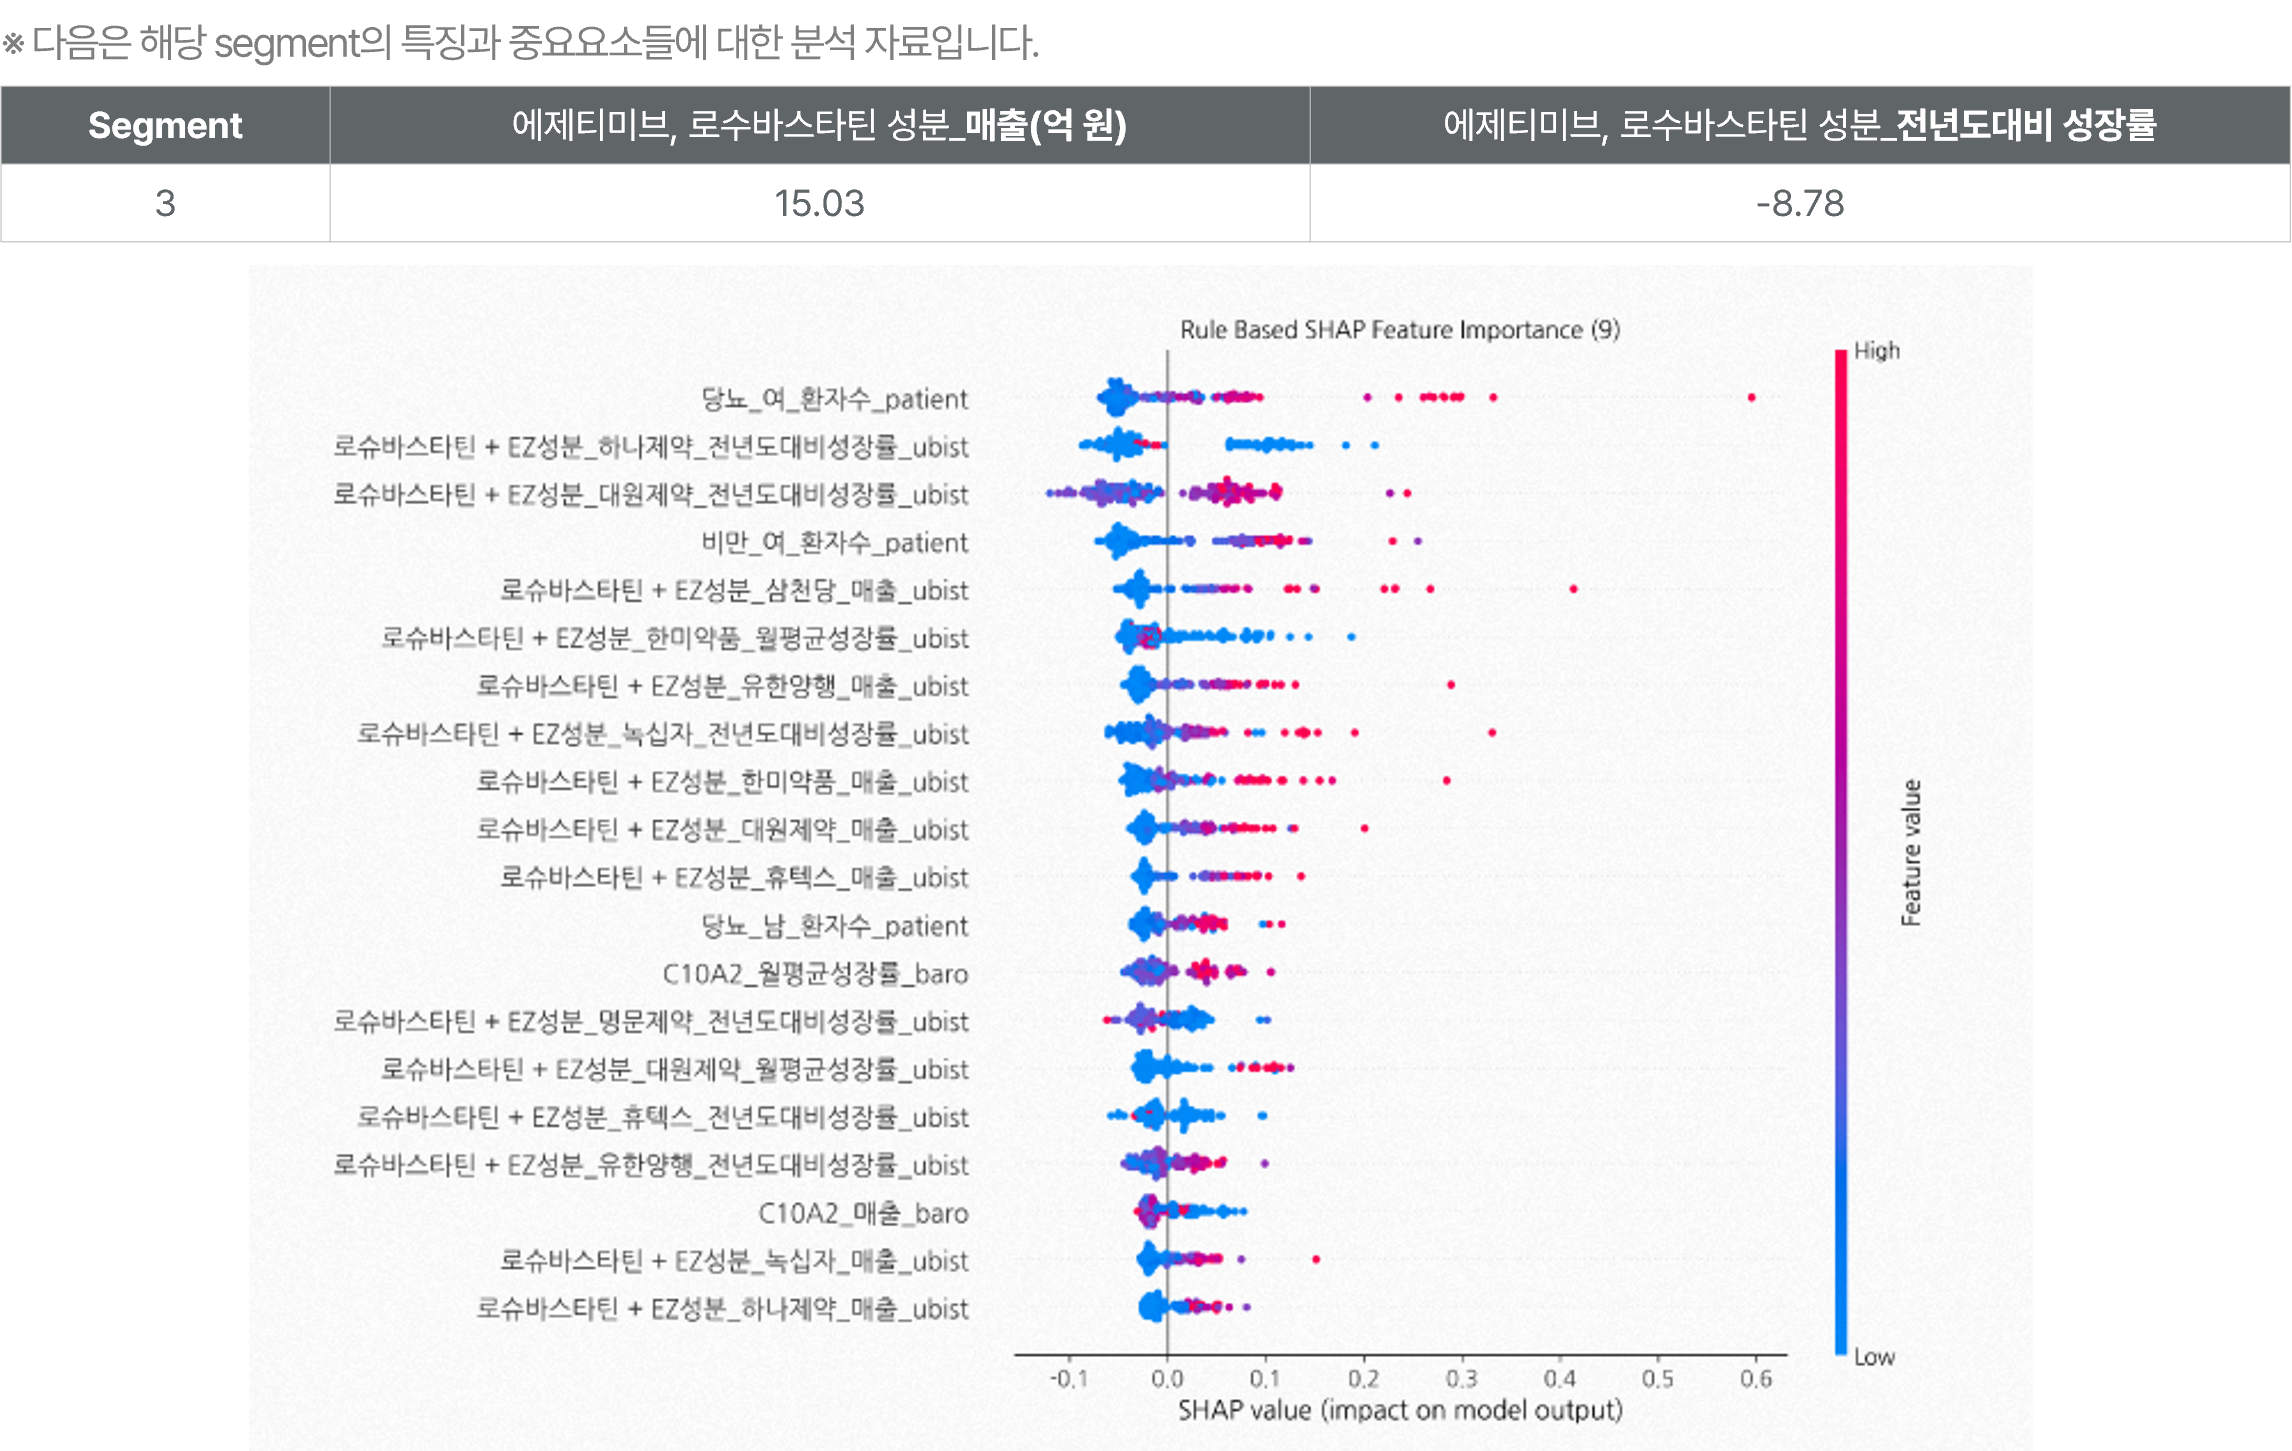 ※ 다음은 해당 segment의 특징과 중요요소들에 대한 분석 자료입니다.
Segment 에제티미브, 로수바스타틴 성분_매출(억 원) 에제티미브, 로수바스타틴 성분_전년도대비 성장률
3 15.03 -8.78
Rule Based SHAP Feature Importance (9)
High
당뇨_여_환자수_patient
로슈바스타틴 + EZ성분_하나제약_전년도대비성장률_ubist
로슈바스타틴 + EZ성분_대원제약_전년도대비성장률_ubist
비만_여_환자수_patient
로슈바스타틴 + EZ성분_삼천당_매출_ubist
로슈바스타틴 + EZ성분_한미약품_월평균성장률_ubist
로슈바스타틴 + EZ성분_유한양행_매출_ubist
로슈바스타틴 + EZ성분_녹십자_전년도대비성장률_ubist
로슈바스타틴 + EZ성분_한미약품_매출_ubist
로슈바스타틴 + EZ성분_대원제약_매출_ubist
로슈바스타틴 + EZ성분_휴텍스_매출_ubist
당뇨_남_환자수_patient
C10A2_월평균성장률_baro
로슈바스타틴 + EZ성분_명문제약_전년도대비성장률_ubist
로슈바스타틴 + EZ성분_대원제약_월평균성장률_ubist
로슈바스타틴 + EZ성분_휴텍스_전년도대비성장률_ubist
로슈바스타틴 + EZ성분_유한양행_전년도대비성장률_ubist
C10A2_매출_baro
로슈바스타틴 + EZ성분_녹십자_매출_ubist
로슈바스타틴 + EZ성분_하나제약_매출_ubist
Feature value
Low
-0.1 0.0 0.1 0.2 0.3 0.4 0.5 0.6
SHAP value (impact on model output)